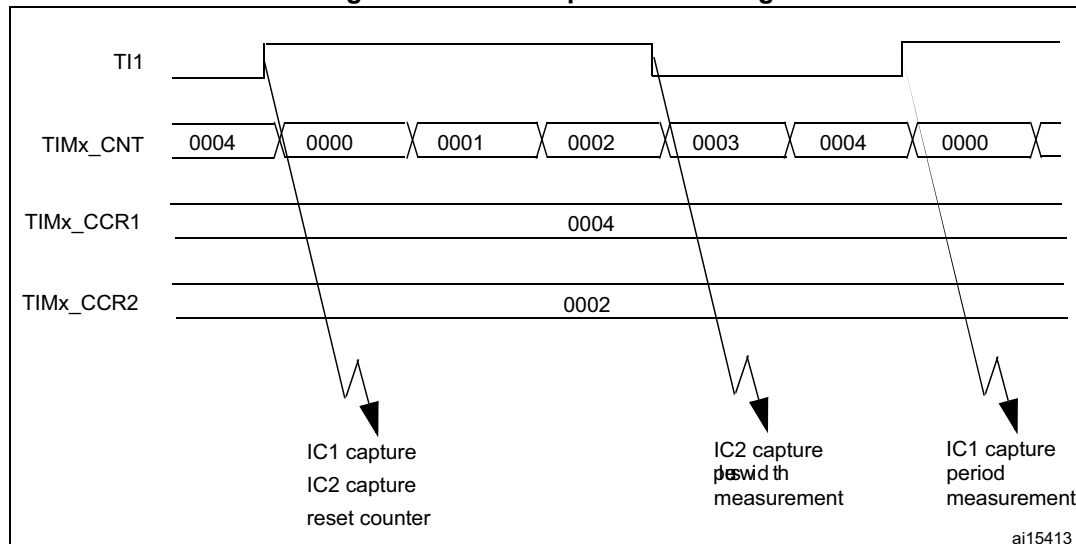 TI1
TIMx_CNT 0004 0000 0001 0002 0003 0004 0000
TIMx_CCR1 0004
TIMx_CCR2 0002
IC1 capture
IC2 capture
reset counter
IC2 capture
measurement
IC1 capture
period
measurement
ai15413